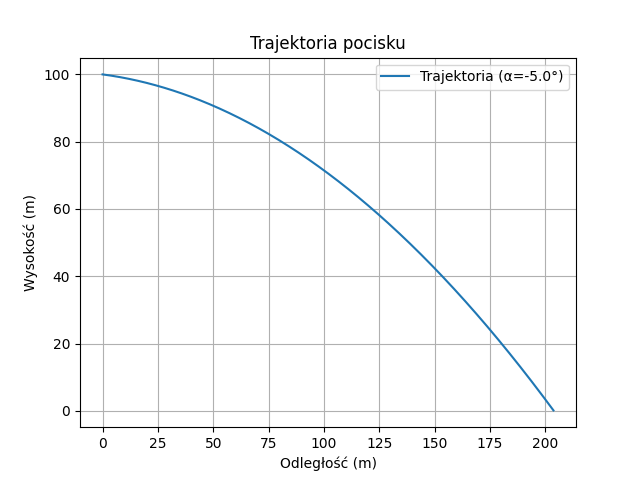 Trajektoria pocisku
Trajektoria (α=-5.0°)
Wysokość (m)
100
80
60
40
20
0
0 25 50 75 100 125 150 175 200
Odległość (m)